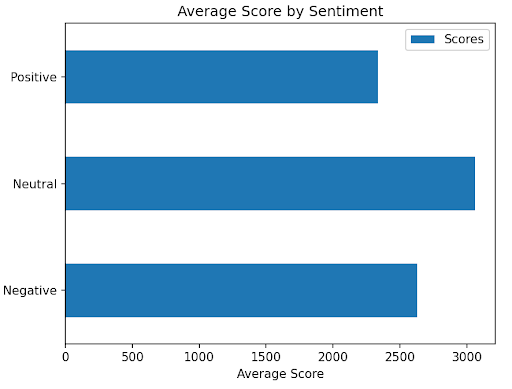 Average Score by Sentiment
Scores
Positive
Neutral
Negative
0 500 1000 1500 2000 2500 3000
Average Score